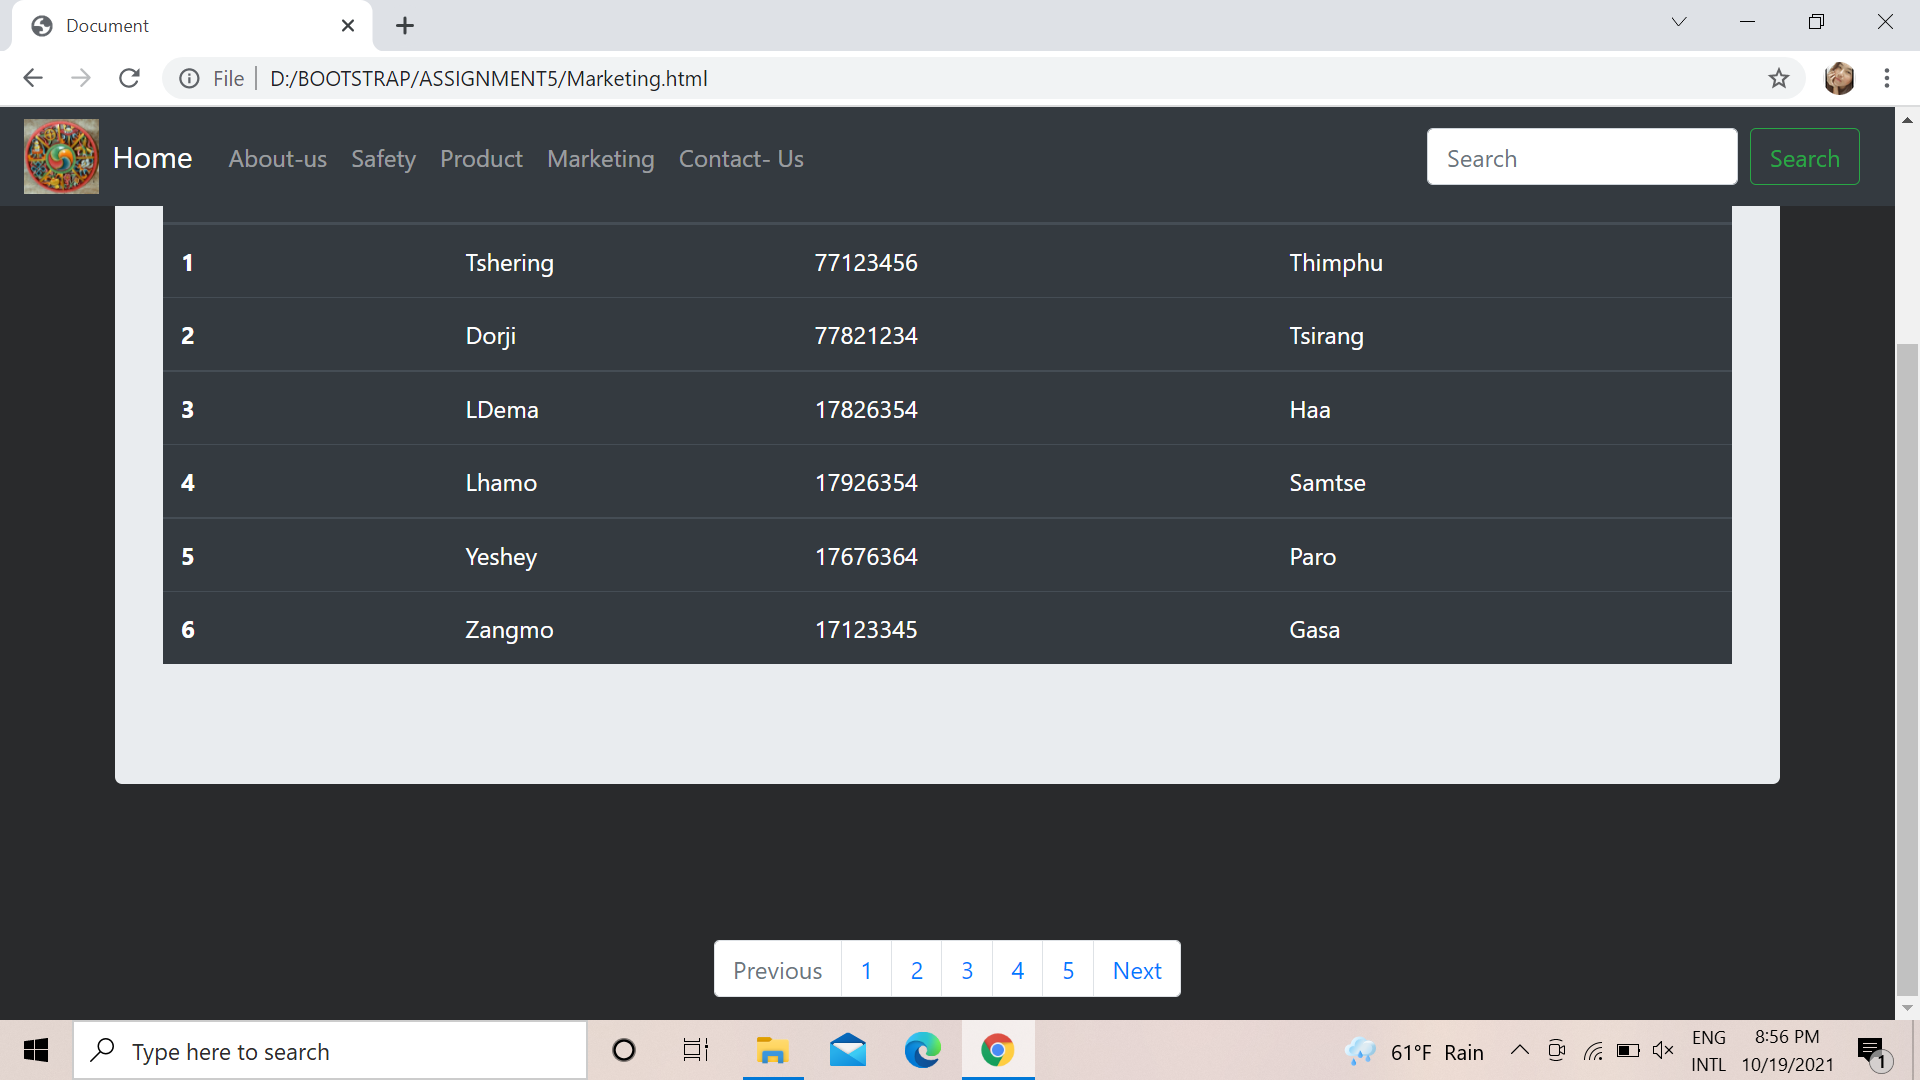 Document
File D:/BOOTSTRAP/ASSIGNMENT5/Marketing.html
Home About-us Safety Product Marketing Contact- Us Search Search
1 Tshering 77123456 Thimphu
2 Dorji 77821234 Tsirang
3 LDema 17826354 Haa
4 Lhamo 17926354 Samtse
5 Yeshey 17676364 Paro
6 Zangmo 17123345 Gasa
Previous 1 2 3 4 5 Next
Type here to search
61°F Rain
ENG
INTL
8:56 PM
10/19/2021
1